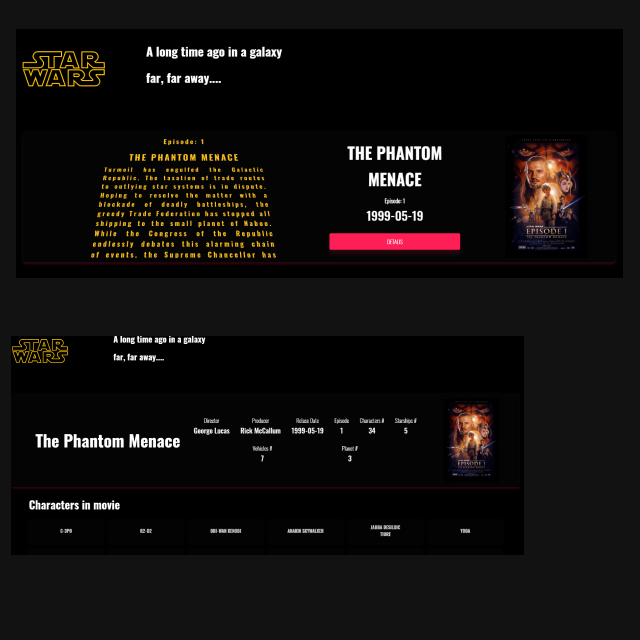 STAR WARS
A long time ago in a galaxy
far, far away....
Episode: 1
THE PHANTOM MENACE
Turmoil has engulfed the Galactic
Republic. The taxation of trade routes
to outlying star systems is in dispute.
Hoping to resolve the matter with a
blockade of deadly battleships, the
greedy Trade Federation has stopped all
shipping to the small planet of Naboo.
While the Congress of the Republic
endlessly debates this alarming chain
of events, the Supreme Chancellor has
THE PHANTOM
MENACE
Episode: 1
1999-05-19
DETALIS
STAR WARS
EPISODE I
STAR WARS
A long time ago in a galaxy
far, far away....
The Phantom Menace
Director
George Lucas
Producer
Rick McCallum
Reluse Date
1999-05-19
Episode
1
Characters #
34
Starships #
5
Vehicles #
7
Planet #
3
EPISODE I
Characters in movie
C-3PO
R2-D2
OBI-WAN KENOBI
ANAKIN SKYWALKER
JABBA DESILIJIC
TIURE
YODA